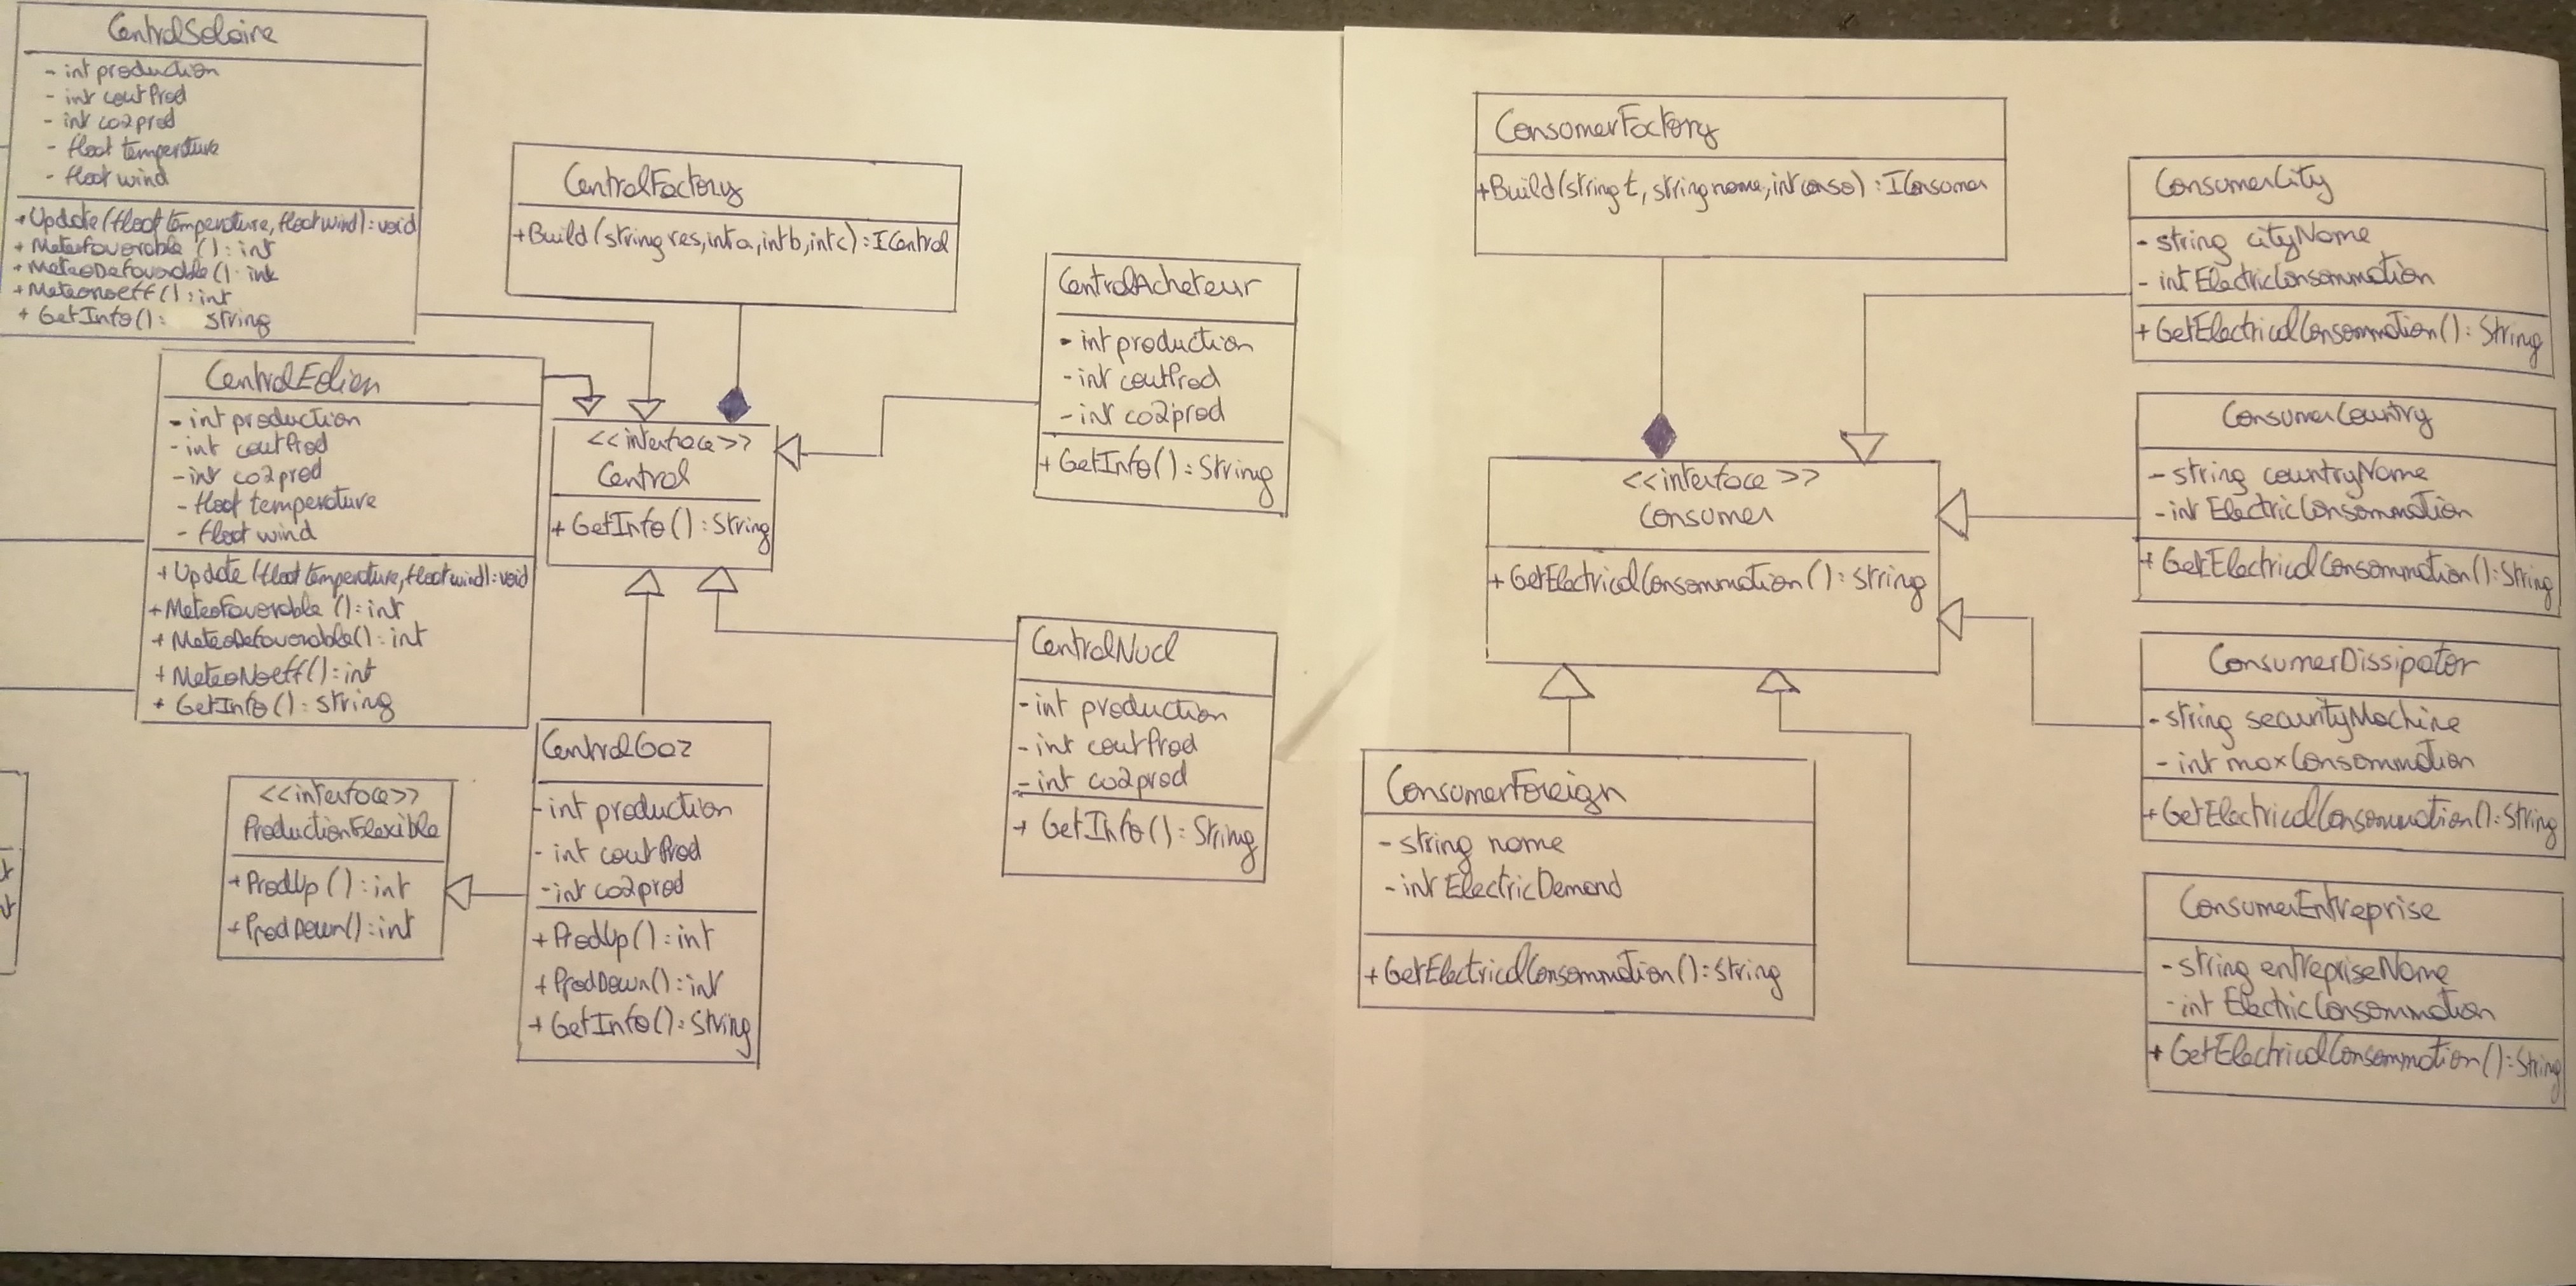 CentralSolaire
- int production
- int coutProd
- int co2prod
- float temperature
- float wind
+ Update(float temperature, float wind): void
+ MeteoFavorable (): int
+ MeteoDefavorable(): int
+ MeteoNoeff(): int
+ GetInfo(): string
CentralEolien
- int production
- int coutProd
- int co2prod
- float temperature
- float wind
+ Update (float temperature, float wind): void
+ MeteoFavorable (): int
+ MeteoDefavorable(): int
+ MeteoNoeff(): int
+ GetInfo(): string
CentralFactory
+ Build (string res, int a, int b, int c): ICentral
<<interface>>
Central
+ GetInfo(): String
CentralAcheteur
- int production
- int coutProd
- int co2prod
+ GetInfo(): String
CentralNucl
- int production
- int coutProd
- int co2prod
+ GetInfo(): String
CentralGaz
- int production
- int coutProd
- int co2prod
+ ProdUp(): int
+ ProdDown(): int
+ GetInfo(): String
<<interface>>
ProductionFlexible
+ ProdUp(): int
+ ProdDown(): int
ConsumerFactory
+ Build(string t, string name, int conso): IConsumer
<<interface>>
Consumer
+ GetElectricalConsommation(): String
ConsumerForeign
- string name
- int ElectricDemand
+ GetElectricalConsommation(): String
ConsumerCity
- string cityName
- int ElectricConsommation
+ GetElectricalConsommation(): String
ConsumerCountry
- string countryName
- int ElectricConsommation
+ GetElectricalConsommation(): String
ConsumerDissipator
- string securityMachine
- int maxConsommation
+ GetElectricalConsommation(): String
ConsumerEntreprise
- string entrepriseName
- int ElectricConsommation
+ GetElectricalConsommation(): String